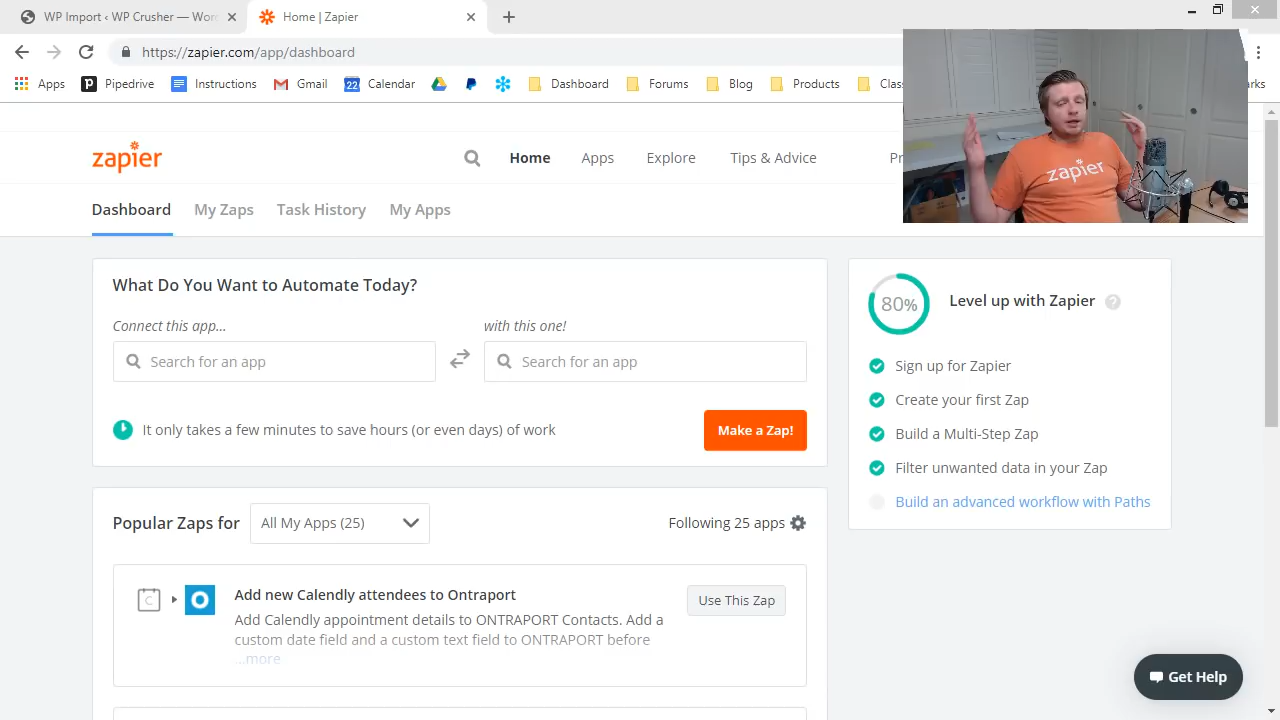 WP Import ‹ WP Crusher — Wor
Home | Zapier
https://zapier.com/app/dashboard
Apps
Pipedrive
Instructions
Gmail
22
Calendar
Dashboard
Forums
Blog
Products
Clas
rks
zapier
Home
Apps
Explore
Tips & Advice
Pr
zapier
Dashboard
My Zaps
Task History
My Apps
What Do You Want to Automate Today?
Connect this app...
with this one!
Search for an app
Search for an app
It only takes a few minutes to save hours (or even days) of work
Make a Zap!
80%
Level up with Zapier
?
Sign up for Zapier
Create your first Zap
Build a Multi-Step Zap
Filter unwanted data in your Zap
Build an advanced workflow with Paths
Popular Zaps for
All My Apps (25)
Following 25 apps
C
Add new Calendly attendees to Ontraport
Add Calendly appointment details to ONTRAPORT Contacts. Add a
custom date field and a custom text field to ONTRAPORT before
...more
Use This Zap
Get Help